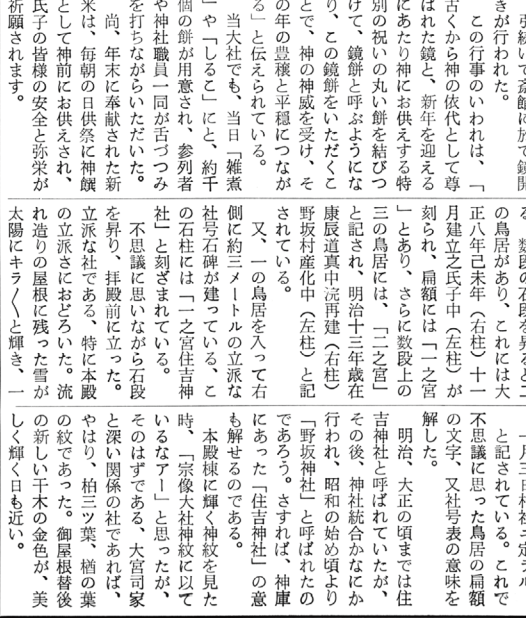 き引続いて斎館に於て鏡開
きが行われた。
この行事のいわれは、「
古くから神の依代として尊
ばれた鏡と、新年を迎える
にあたり神にお供えする特
別の祝いの丸い餅を結びつ
けて、鏡餅と呼ぶようにな
り、この鏡餅をいただくこ
とで、神の神威を受け、そ
の年の豊穣と平穏につなが
る」と伝えられている。
当大社でも、当日「雑煮
」や「しるこ」にと、約千
個の餅が用意され、参列者
や神社職員一同が舌づつみ
を打ちながらいただいた。
尚、年末に奉献された新
米は、毎朝の日供祭に神饌
として神前にお供えされ、
氏子の皆様の安全と弥栄が
祈願されます。
る。数段の石段を昇ると二
の鳥居があり、これには大
正八年己未年（右柱）十一
月建立之氏子中（左柱）が
刻られ、扁額には「一之宮
」とあり、さらに数段上の
三の鳥居には、「二之宮」
と記され、明治十三年歳在
康辰道真中浣再建（右柱）
野坂村産化中（左柱）と記
されている。
又、一の鳥居を入って右
側に約三メートルの立派な
社号石碑が建っている、こ
の石柱には「一之宮住吉神
社」と刻まれている。
不思議に思いながら石段
を昇り、拝殿前に立った。
立派な社である、特に本殿
の立派さにおどろいた。流
れ造りの屋根に残った雪が
太陽にキラ〱と輝き、一
と記されている。これで
不思議に思った鳥居の扁額
の文字、又社号表の意味を
解した。
明治、大正の頃までは住
吉神社と呼ばれていたが、
その後、神社統合かなにか
行われ、昭和の始め頃より
「野坂神社」と呼ばれたの
であろう。さすれば、神庫
にあった「住吉神社」の意
も解せるのである。
本殿棟に輝く神紋を見た
時、「宗像大社神紋に以て
いるなアー」と思ったが、
そのはずである、大宮司家
と深い関係の社であれば、
やはり、柏三ツ葉、楢の葉
の紋であった。御屋根替後
の新しい千木の金色が、美
しく輝く日も近い。